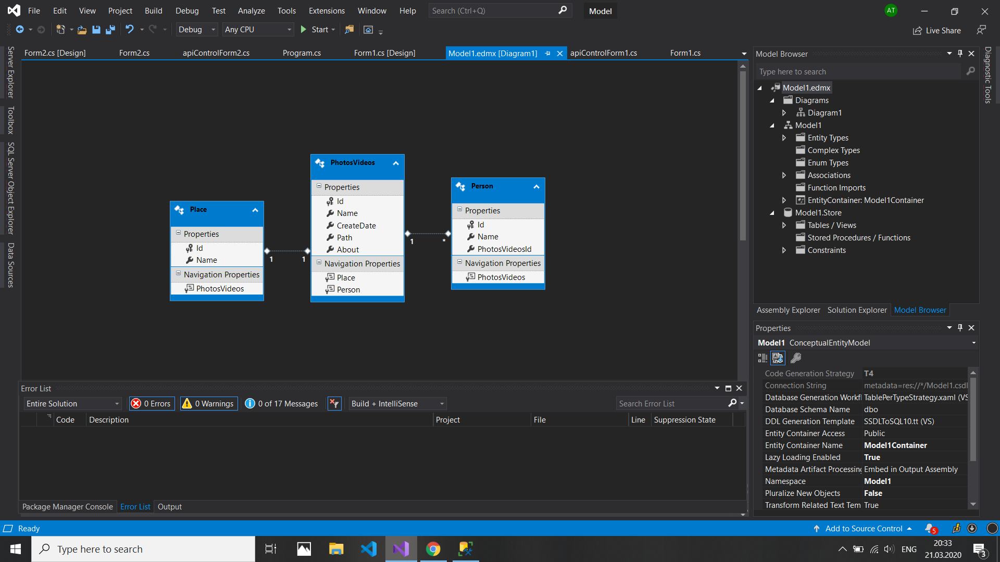 File Edit View Project Build Debug Test Analyze Tools Extensions Window Help Search (Ctrl+Q) Model AT
Debug Any CPU Start Live Share
Form2.cs [Design] Form2.cs apiControlForm2.cs Program.cs Form1.cs [Design] Model1.edmx [Diagram1] apiControlForm1.cs Form1.cs
Server Explorer
Toolbox
SQL Server Object Explorer
Data Sources
Place
Properties
Id
Name
Navigation Properties
PhotosVideos
1 1
PhotosVideos
Properties
Id
Name
CreateDate
Path
About
Navigation Properties
Place
Person
1 *
Person
Properties
Id
Name
PhotosVideosId
Navigation Properties
PhotosVideos
Model Browser
Type here to search
Model1.edmx
Diagrams
Diagram1
Model1
Entity Types
Complex Types
Enum Types
Associations
Function Imports
EntityContainer: Model1Container
Model1.Store
Tables / Views
Stored Procedures / Functions
Constraints
Assembly Explorer Solution Explorer Model Browser
Diagnostic Tools
Properties
Model1 ConceptualEntityModel
Code Generation Strategy T4
Connection String metadata=res://*/Model1.csdl
Database Generation Workfl TablePerTypeStrategy.xaml (VS
Database Schema Name dbo
DDL Generation Template SSDLToSQL10.tt (VS)
Entity Container Access Public
Entity Container Name Model1Container
Lazy Loading Enabled True
Metadata Artifact Processing Embed in Output Assembly
Namespace Model1
Pluralize New Objects False
Transform Related Text Tem True
Error List
Entire Solution 0 Errors 0 Warnings 0 of 17 Messages Build + IntelliSense Search Error List
Code Description Project File Line Suppression State
Package Manager Console Error List Output
Ready Add to Source Control 5
Type here to search ENG 20:33
21.03.2020 3